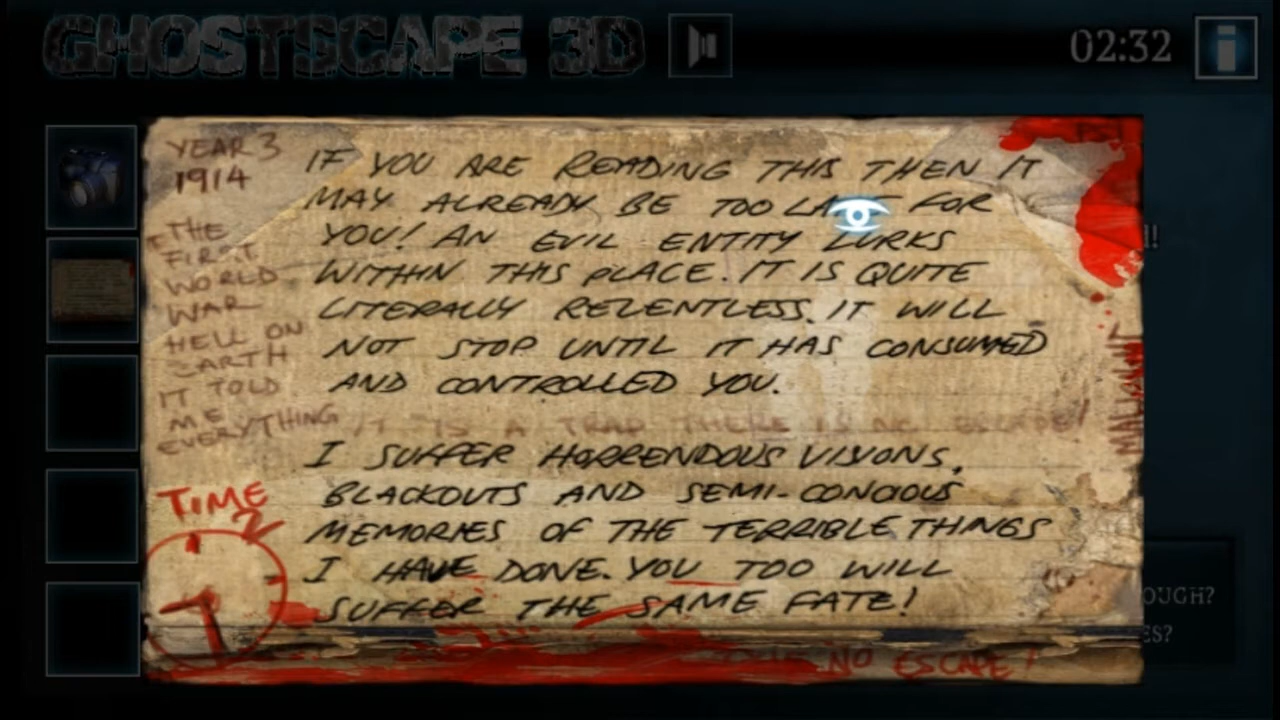 GHOSTSCAPE 3D
02:32
YEAR 3
1914
THE
FIRST
WORLD
WAR
HELL ON
EARTH
IT TOLD
ME
EVERYTHING
TIME
2
IF YOU ARE READING THIS THEN IT
MAY ALREADY BE TOO LATE FOR
YOU! AN EVIL ENTITY LURKS
WITHIN THIS PLACE. IT IS QUITE
LITERALLY RELENTLESS. IT WILL
NOT STOP UNTIL IT HAS CONSUMED
AND CONTROLLED YOU.
IT IS A TRAP THERE IS NO ESCAPE!
I SUFFER HORRENDOUS VISIONS,
BLACKOUTS AND SEMI-CONCIOUS
MEMORIES OF THE TERRIBLE THINGS
I HAVE DONE. YOU TOO WILL
SUFFER THE SAME FATE!
NO ESCAPE!
OUGH?
ES?